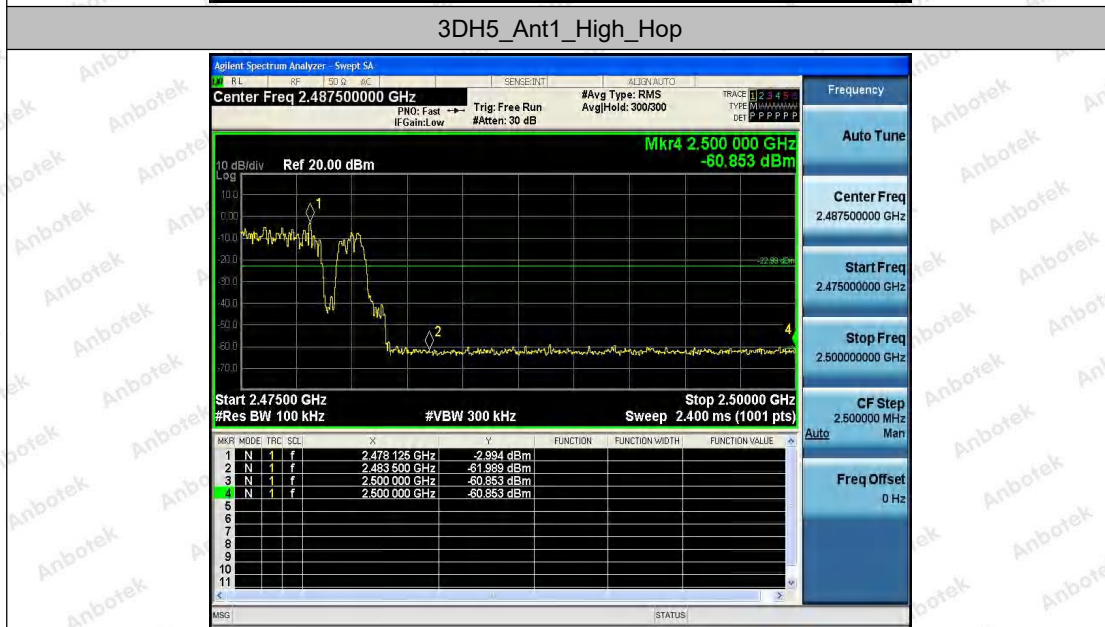 3DH5_Ant1_High_Hop
Agilent Spectrum Analyzer - Swept SA
RL RF 50 Ω AC SENSE:INT ALIGN AUTO
Center Freq 2.487500000 GHz
PNO: Fast
IFGain:Low
Trig: Free Run
#Atten: 30 dB
#Avg Type: RMS
Avg|Hold: 300/300
TRACE 1 2 3 4 5 6
TYPE M
DET P P P P P P
Mkr4 2.500 000 GHz
-60.853 dBm
10 dB/div Ref 20.00 dBm
Log
10.0
0.00
-10.0
-20.0
-30.0
-40.0
-50.0
-60.0
-70.0
1
2
4
-22.99 dBm
Start 2.47500 GHz Stop 2.50000 GHz
#Res BW 100 kHz #VBW 300 kHz Sweep 2.400 ms (1001 pts)
MKR MODE TRC SCL X Y FUNCTION FUNCTION WIDTH FUNCTION VALUE
1 N 1 f 2.478 125 GHz -2.994 dBm
2 N 1 f 2.483 500 GHz -61.989 dBm
3 N 1 f 2.500 000 GHz -60.853 dBm
4 N 1 f 2.500 000 GHz -60.853 dBm
5
6
7
8
9
10
11
MSG STATUS
Frequency
Auto Tune
Center Freq
2.487500000 GHz
Start Freq
2.475000000 GHz
Stop Freq
2.500000000 GHz
CF Step
2.500000 MHz
Auto Man
Freq Offset
0 Hz
Anbotek